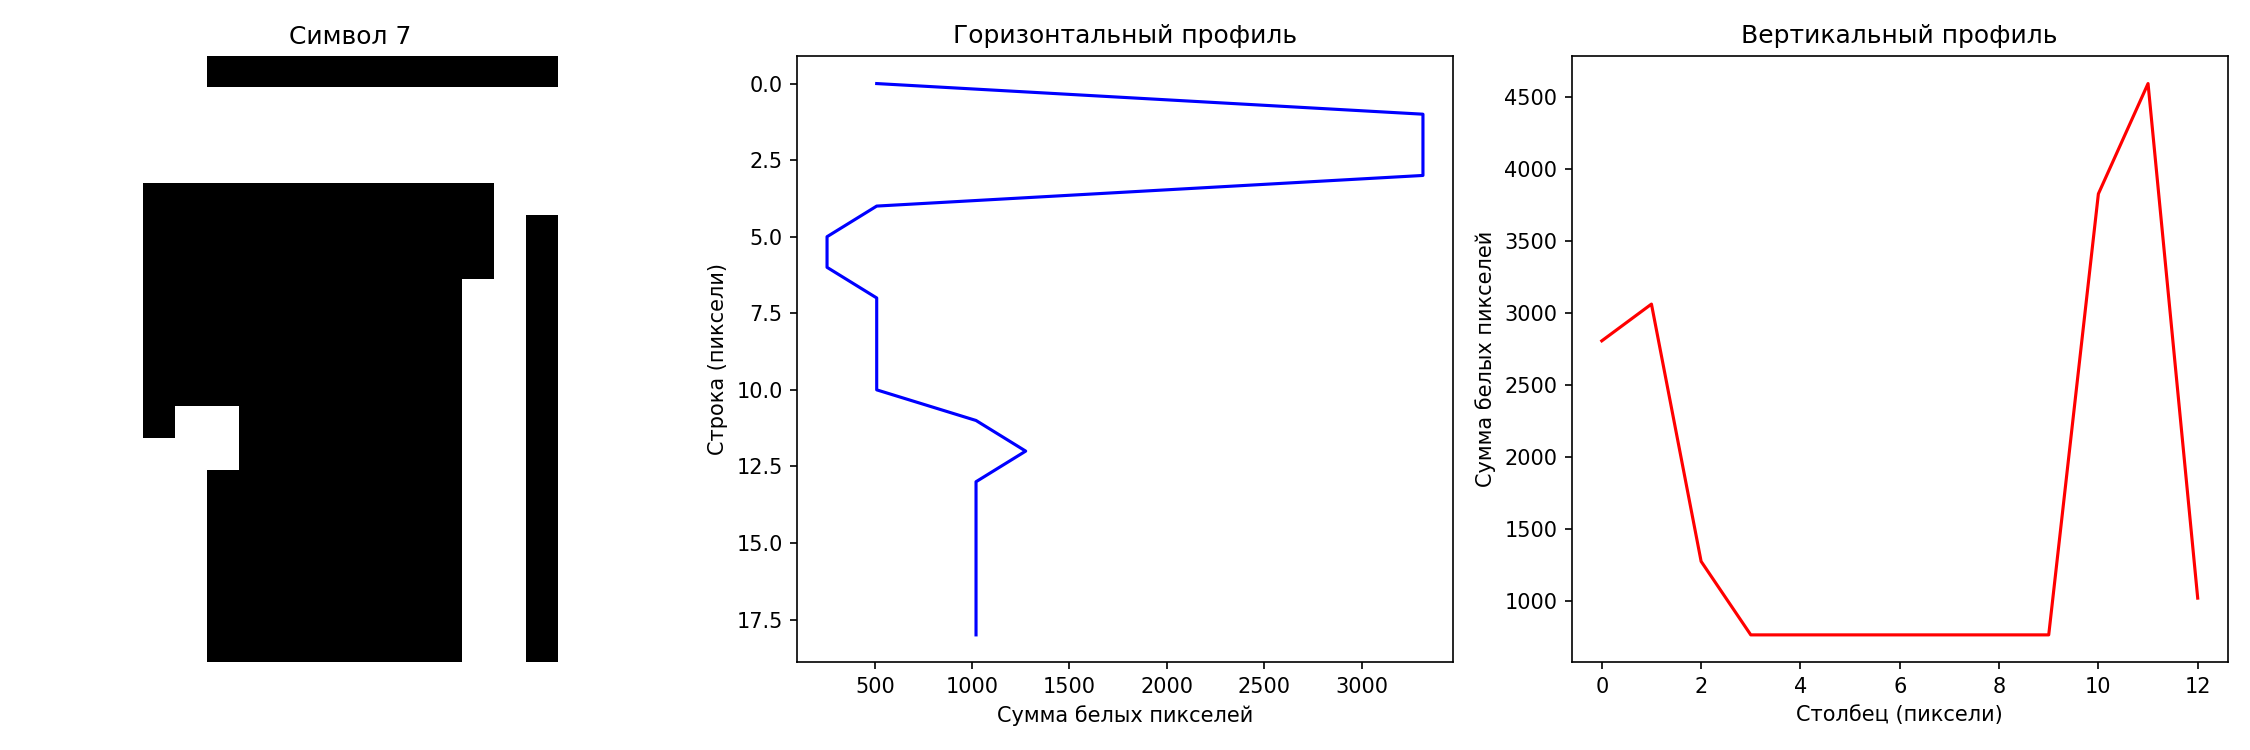 Символ 7
Горизонтальный профиль
0.0
2.5
5.0
7.5
10.0
12.5
15.0
17.5
Строка (пиксели)
500 1000 1500 2000 2500 3000
Сумма белых пикселей
Вертикальный профиль
4500
4000
3500
3000
2500
2000
1500
1000
Сумма белых пикселей
0 2 4 6 8 10 12
Столбец (пиксели)